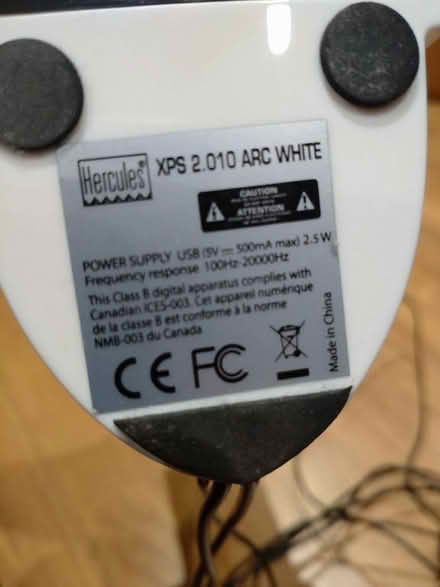 Hercules
XPS 2.010 ARC WHITE
CAUTION
ATTENTION
POWER SUPPLY USB (5V ⎓ 500mA max) 2.5 W
Frequency response 100Hz-20000Hz
This Class B digital apparatus complies with
Canadian ICES-003. Cet appareil numérique
de la classe B est conforme à la norme
NMB-003 du Canada
CE FC
Made in China